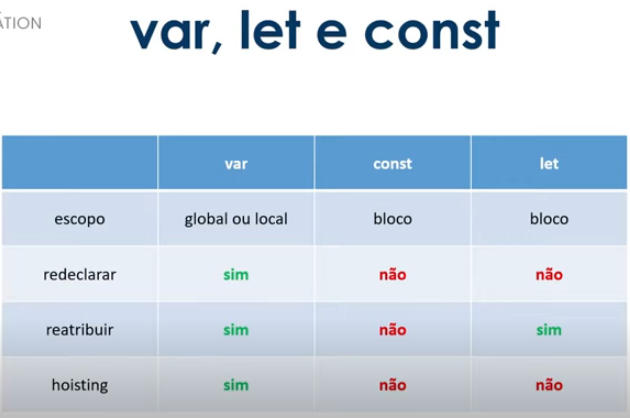 var, let e const
var const let
escopo global ou local bloco bloco
redeclarar sim não não
reatribuir sim não sim
hoisting sim não não